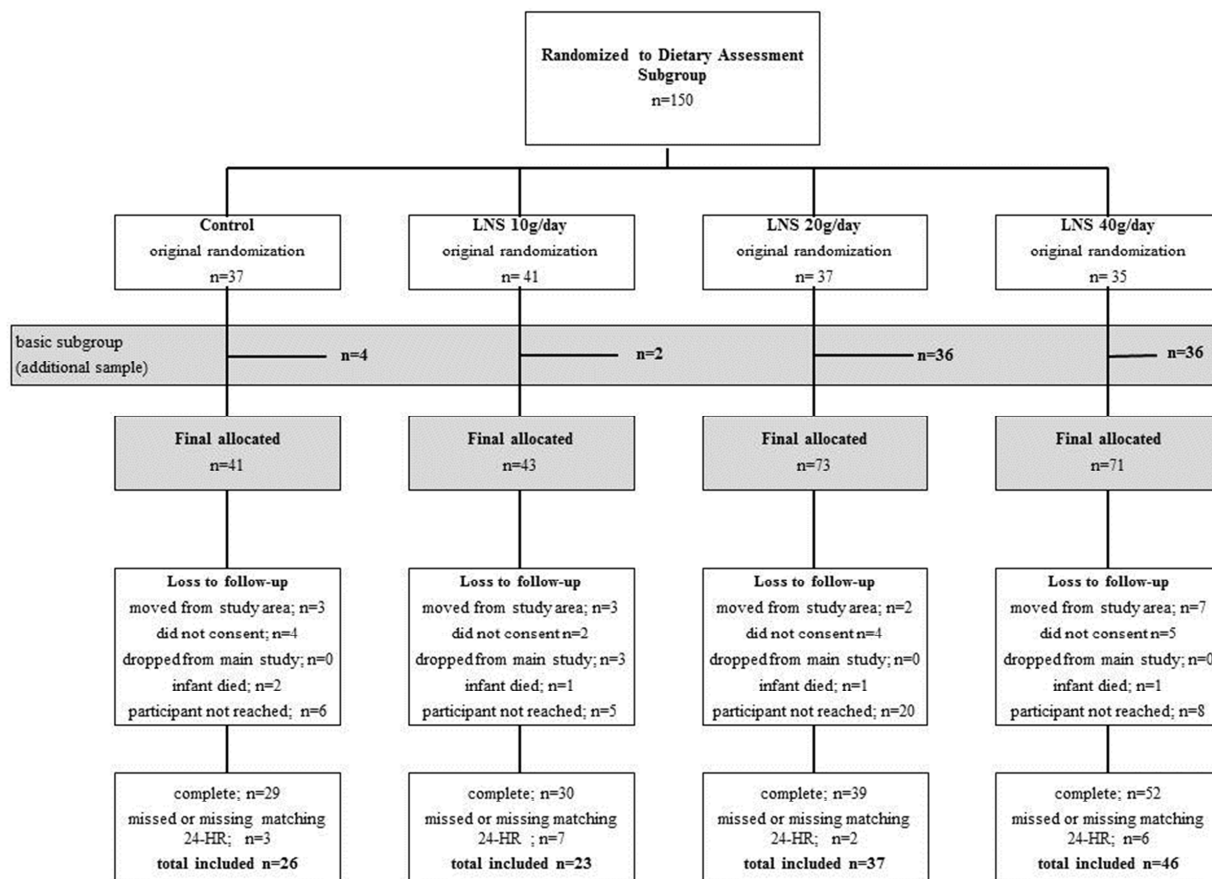 Randomized to Dietary Assessment
Subgroup
n=150
Control
original randomization
n=37
LNS 10g/day
original randomization
n= 41
LNS 20g/day
original randomization
n=37
LNS 40g/day
original randomization
n= 35
basic subgroup
(additional sample)
n=4
n=2
n=36
n=36
Final allocated
n=41
Final allocated
n=43
Final allocated
n=73
Final allocated
n=71
Loss to follow-up
moved from study area; n=3
did not consent; n=4
dropped from main study; n=0
infant died; n=2
participant not reached; n=6
Loss to follow-up
moved from study area; n=3
did not consent n=2
dropped from main study; n=3
infant died; n=1
participant not reached; n=5
Loss to follow-up
moved from study area; n=2
did not consent n=4
dropped from main study; n=0
infant died; n=1
participant not reached; n=20
Loss to follow-up
moved from study area; n=7
did not consent; n=5
dropped from main study; n=0
infant died; n=1
participant not reached; n=8
complete; n=29
missed or missing matching
24-HR; n=3
total included n=26
complete; n=30
missed or missing matching
24-HR ; n=7
total included n=23
complete; n=39
missed or missing matching
24-HR; n=2
total included n=37
complete; n=52
missed or missing matching
24-HR; n=6
total included n=46